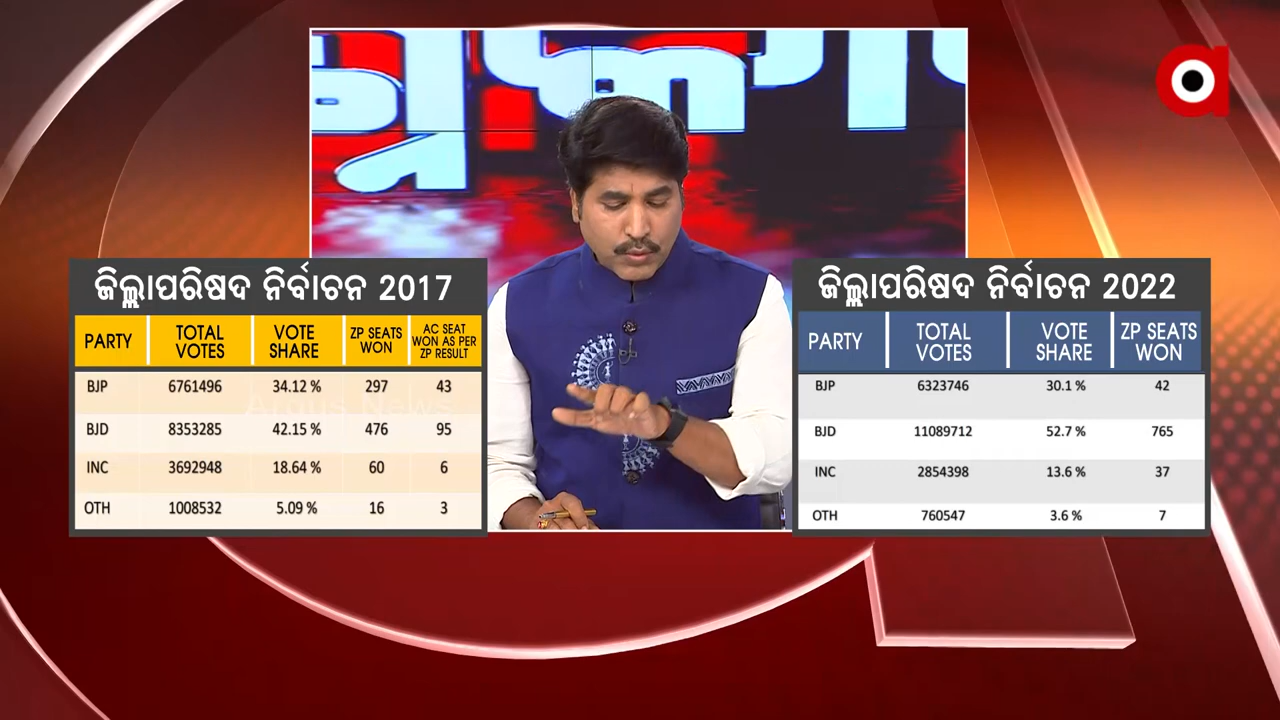 ଜିଲ୍ଲାପରିଷଦ ନିର୍ବାଚନ 2017
PARTY TOTAL VOTES VOTE SHARE ZP SEATS WON AC SEAT WON AS PER ZP RESULT
BJP 6761496 34.12 % 297 43
Argus News
BJD 8353285 42.15 % 476 95
INC 3692948 18.64 % 60 6
OTH 1008532 5.09 % 16 3
ଜିଲ୍ଲାପରିଷଦ ନିର୍ବାଚନ 2022
PARTY TOTAL VOTES VOTE SHARE ZP SEATS WON
BJP 6323746 30.1 % 42
BJD 11089712 52.7 % 765
INC 2854398 13.6 % 37
OTH 760547 3.6 % 7